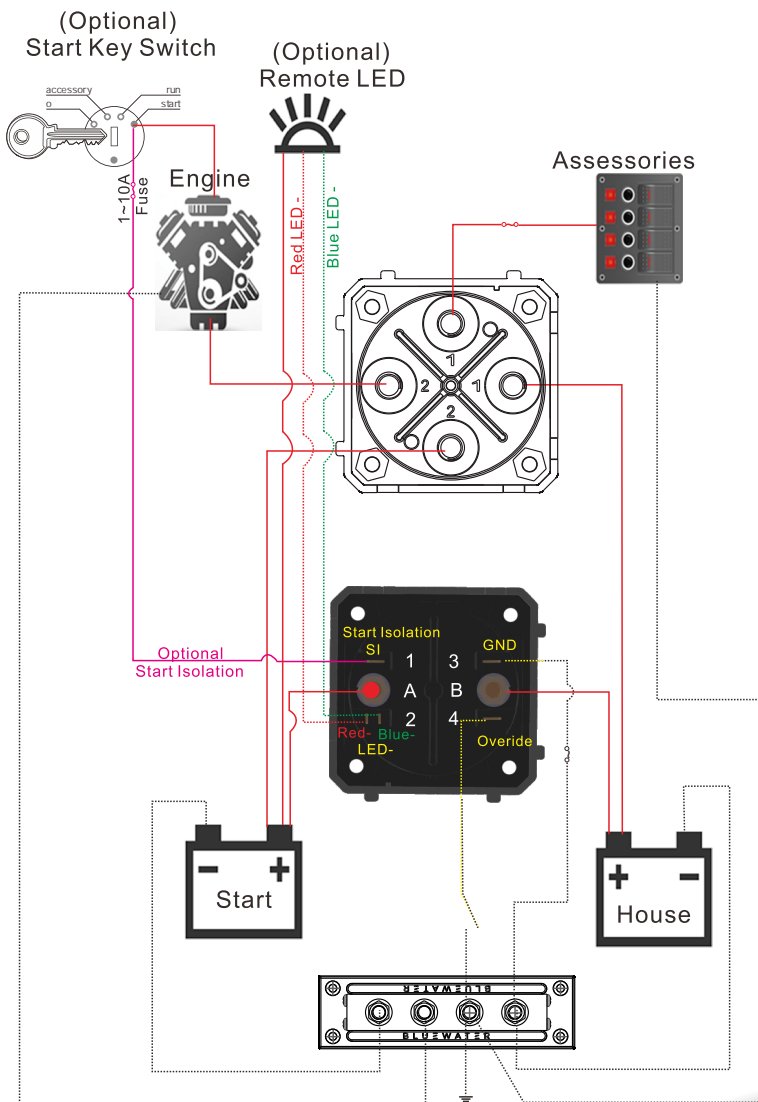 (Optional)
Start Key Switch
(Optional)
Remote LED
accessory
run
o
start
1~10A
Fuse
Engine
Assessories
Red LED -
Blue LED -
1
2
1
2
Start Isolation
SI
GND
1
3
Optional
Start Isolation
A
B
2
4
Red-
Blue-
LED-
Overide
-
+
Start
+
-
House
BLUEWATER
BLUEWATER